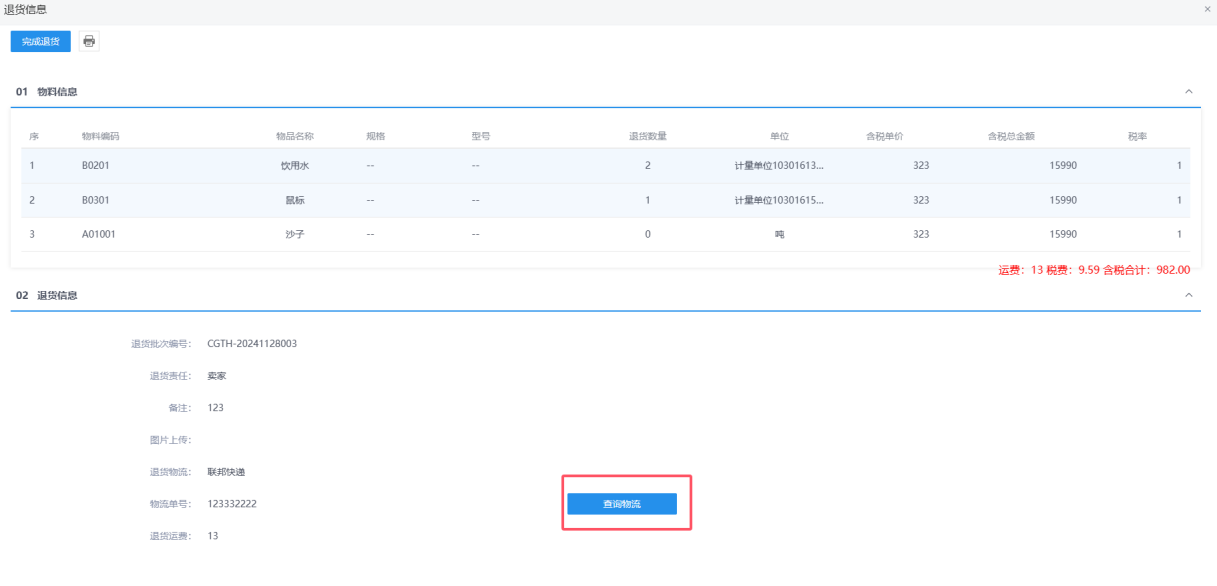 退货信息
完成退货
01 物料信息
序 物料编码 物品名称 规格 型号 退货数量 单位 含税单价 含税总金额 税率
1 B0201 饮用水 -- -- 2 计量单位10301613... 323 15990 1
2 B0301 鼠标 -- -- 1 计量单位10301615... 323 15990 1
3 A01001 沙子 -- -- 0 吨 323 15990 1
运费：13 税费：9.59 含税合计：982.00
02 退货信息
退货批次编号： CGTH-20241128003
退货责任： 卖家
备注： 123
图片上传：
退货物流： 联邦快递
物流单号： 123332222 查询物流
退货运费： 13